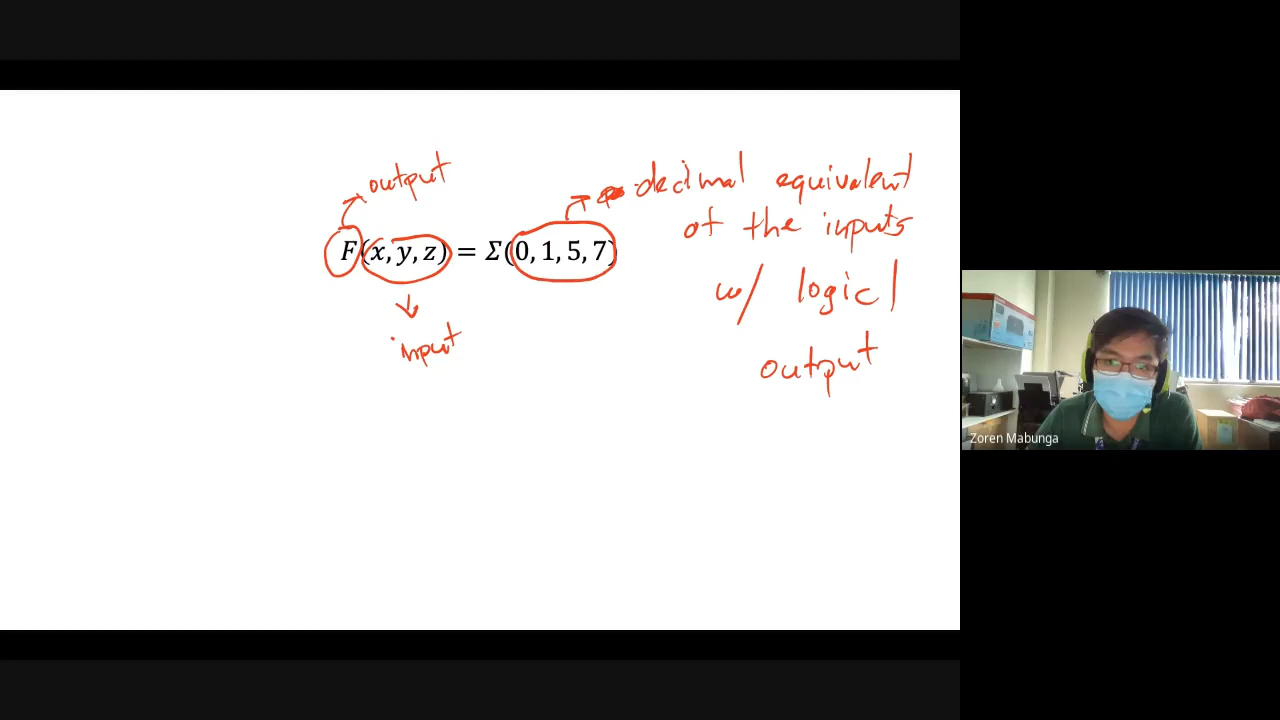 output
decimal equivalent
of the inputs
F(x, y, z) = Σ(0, 1, 5, 7)
w/ logic 1
input
output
Zoren Mabunga